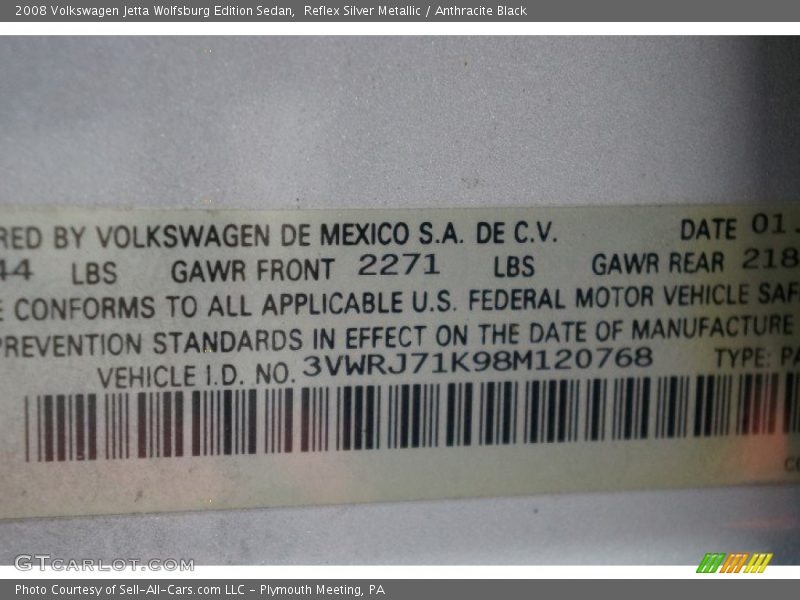 2008 Volkswagen Jetta Wolfsburg Edition Sedan, Reflex Silver Metallic / Anthracite Black
RED BY VOLKSWAGEN DE MEXICO S.A. DE C.V. DATE 01
44 LBS GAWR FRONT 2271 LBS GAWR REAR 218
E CONFORMS TO ALL APPLICABLE U.S. FEDERAL MOTOR VEHICLE SAF
PREVENTION STANDARDS IN EFFECT ON THE DATE OF MANUFACTURE
VEHICLE I.D. NO. 3VWRJ71K98M120768 TYPE: PA
GTCARLOT.COM
Photo Courtesy of Sell-All-Cars.com LLC - Plymouth Meeting, PA